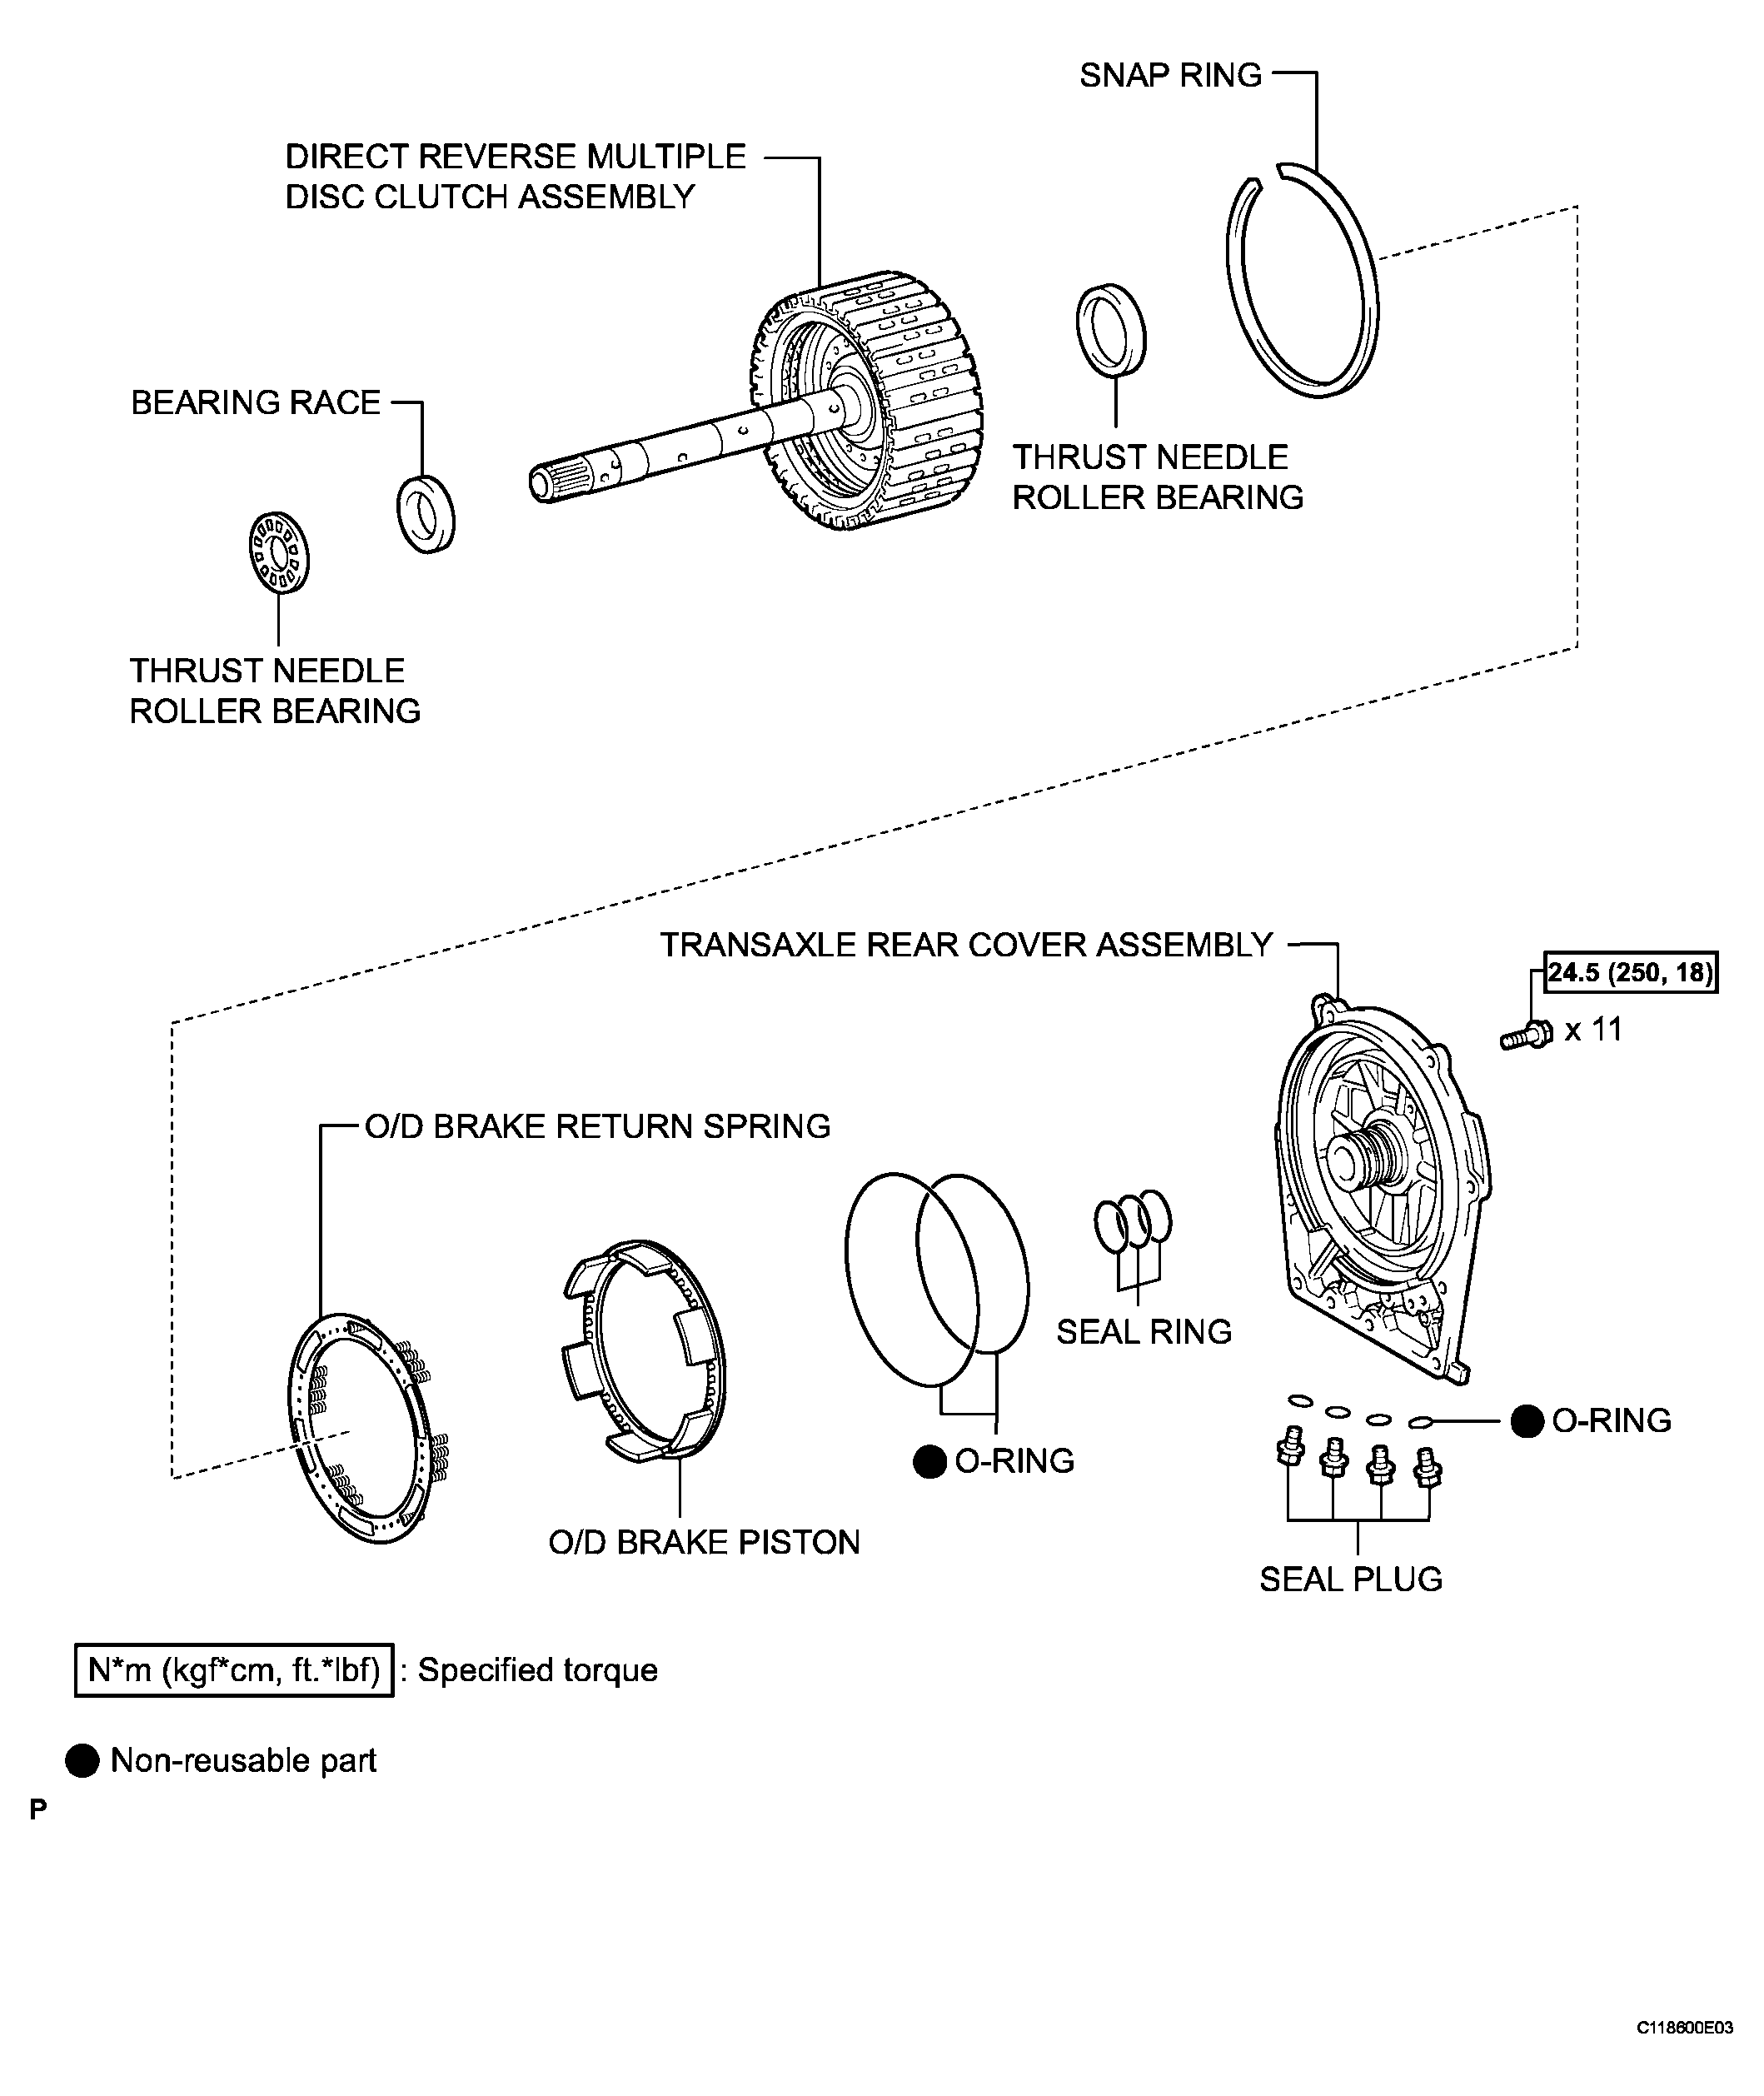 SNAP RING
DIRECT REVERSE MULTIPLE
DISC CLUTCH ASSEMBLY
BEARING RACE
THRUST NEEDLE
ROLLER BEARING
THRUST NEEDLE
ROLLER BEARING
TRANSAXLE REAR COVER ASSEMBLY
24.5 (250, 18)
x 11
O/D BRAKE RETURN SPRING
SEAL RING
O-RING
O-RING
O/D BRAKE PISTON
SEAL PLUG
N*m (kgf*cm, ft.*lbf) : Specified torque
Non-reusable part
P
C118600E03